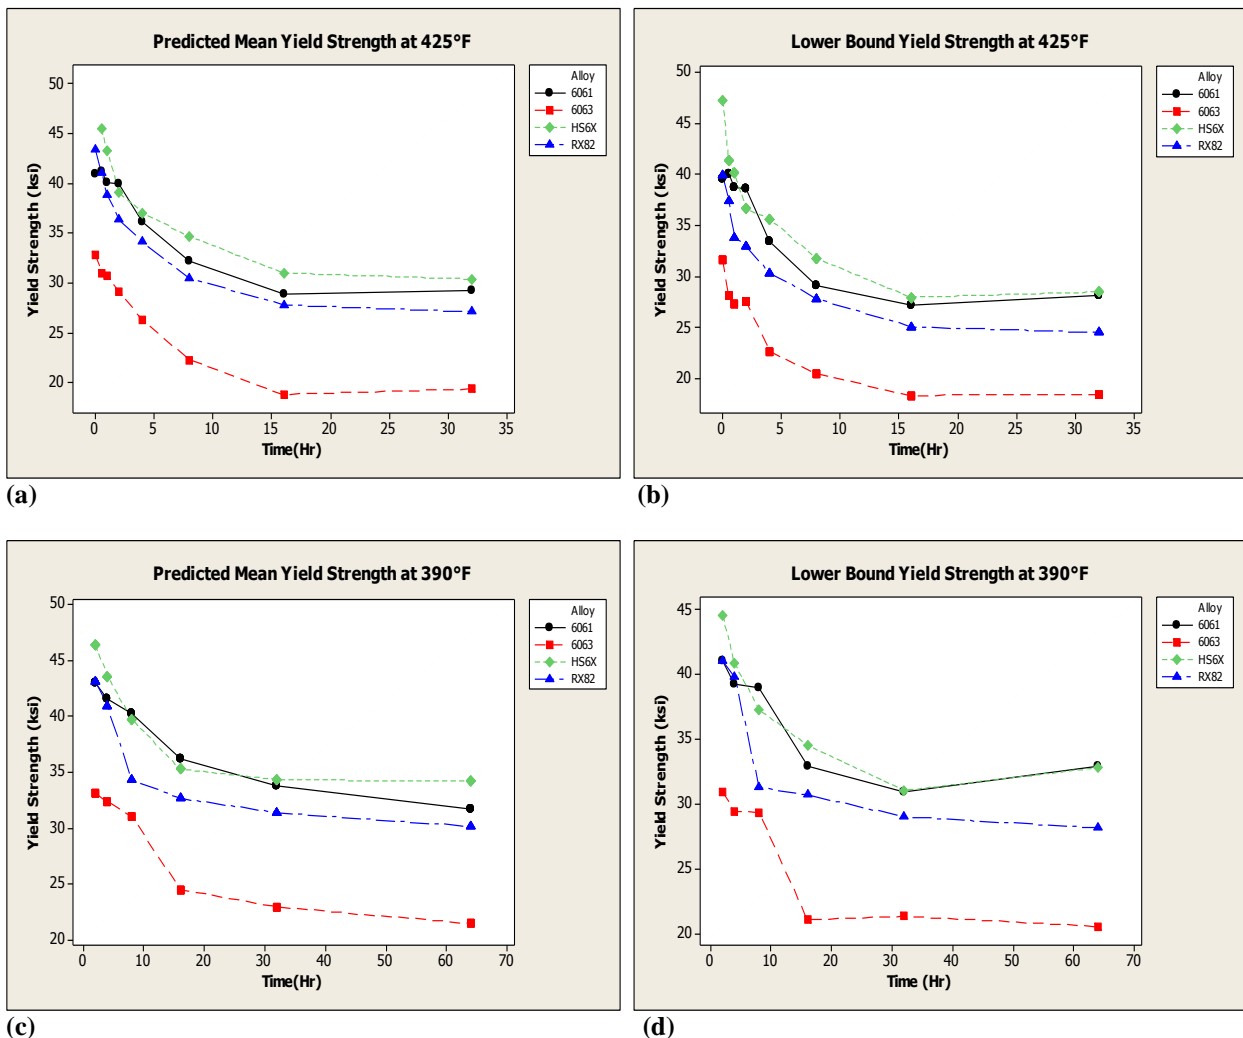 Predicted Mean Yield Strength at 425°F
Yield Strength (ksi)
50
45
40
35
30
25
20
0 5 10 15 20 25 30 35
Time(Hr)
Alloy
6061
6063
HS6X
RX82
(a)
Lower Bound Yield Strength at 425°F
Yield Strength (ksi)
50
45
40
35
30
25
20
0 5 10 15 20 25 30 35
Time(Hr)
Alloy
6061
6063
HS6X
RX82
(b)
Predicted Mean Yield Strength at 390°F
Yield Strength (ksi)
50
45
40
35
30
25
20
0 10 20 30 40 50 60 70
Time(Hr)
Alloy
6061
6063
HS6X
RX82
(c)
Lower Bound Yield Strength at 390°F
Yield Strength (ksi)
45
40
35
30
25
20
0 10 20 30 40 50 60 70
Time (Hr)
Alloy
6061
6063
HS6X
RX82
(d)